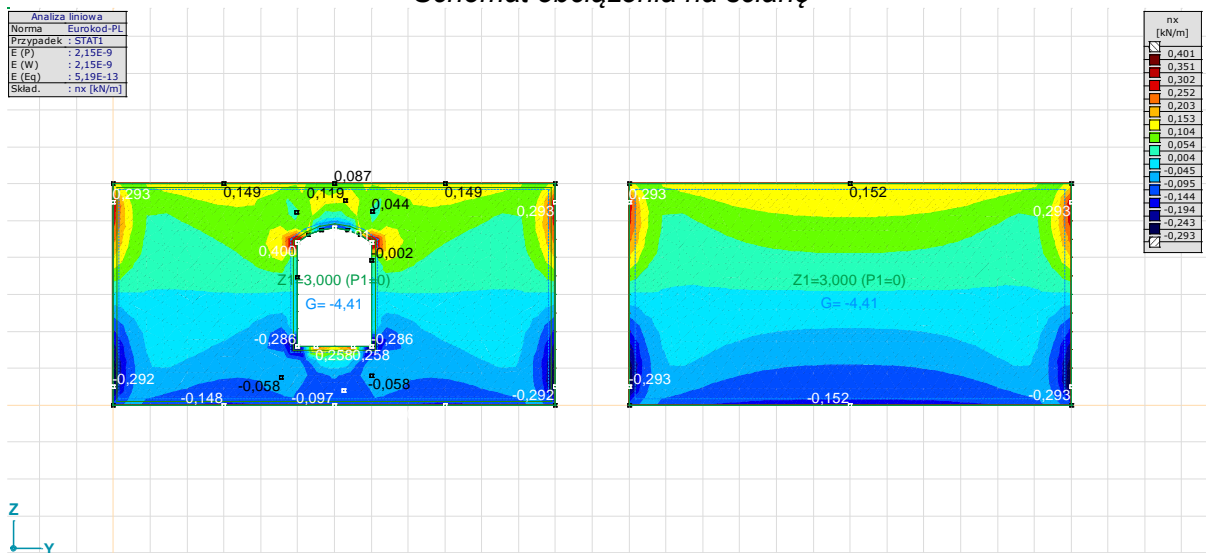 Schemat obciążenia na ścianę
Analiza liniowa
Norma Eurokod-PL
Przypadek : STAT1
E (P) : 2,15E-9
E (W) : 2,15E-9
E (Eq) : 5,19E-13
Skład. : nx [kN/m]
nx
[kN/m]
0,401
0,351
0,302
0,252
0,203
0,153
0,104
0,054
0,004
-0,045
-0,095
-0,144
-0,194
-0,243
-0,293
0,087
0,293 0,149 0,119 0,149 0,293
0,044
0,400
-0,002
Z1=3,000 (P1=0)
G= -4,41
-0,286 -0,286
0,258 0,258
-0,292 -0,058 -0,058 -0,292
-0,148 -0,097
0,293 0,152 0,293
Z1=3,000 (P1=0)
G= -4,41
-0,293 -0,152 -0,293
Z
Y